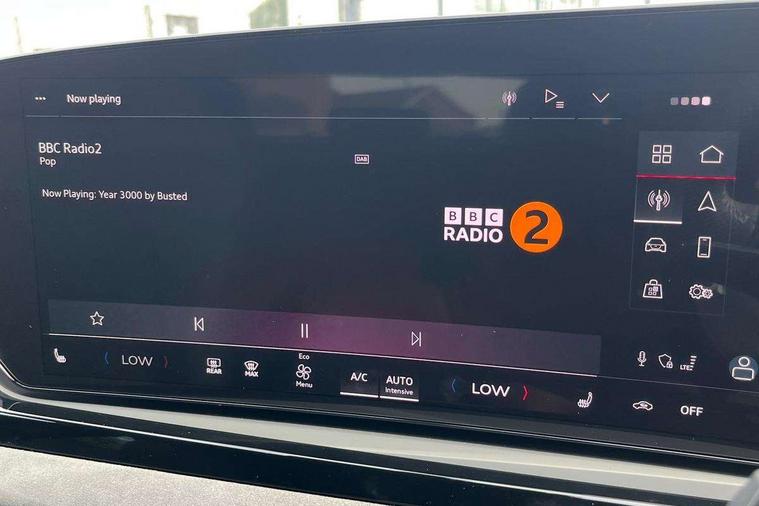 Now playing
BBC Radio2
Pop
DAB
Now Playing: Year 3000 by Busted
BBC
RADIO 2
LOW
REAR
MAX
Eco
Menu
A/C
AUTO
Intensive
LOW
LTE
OFF